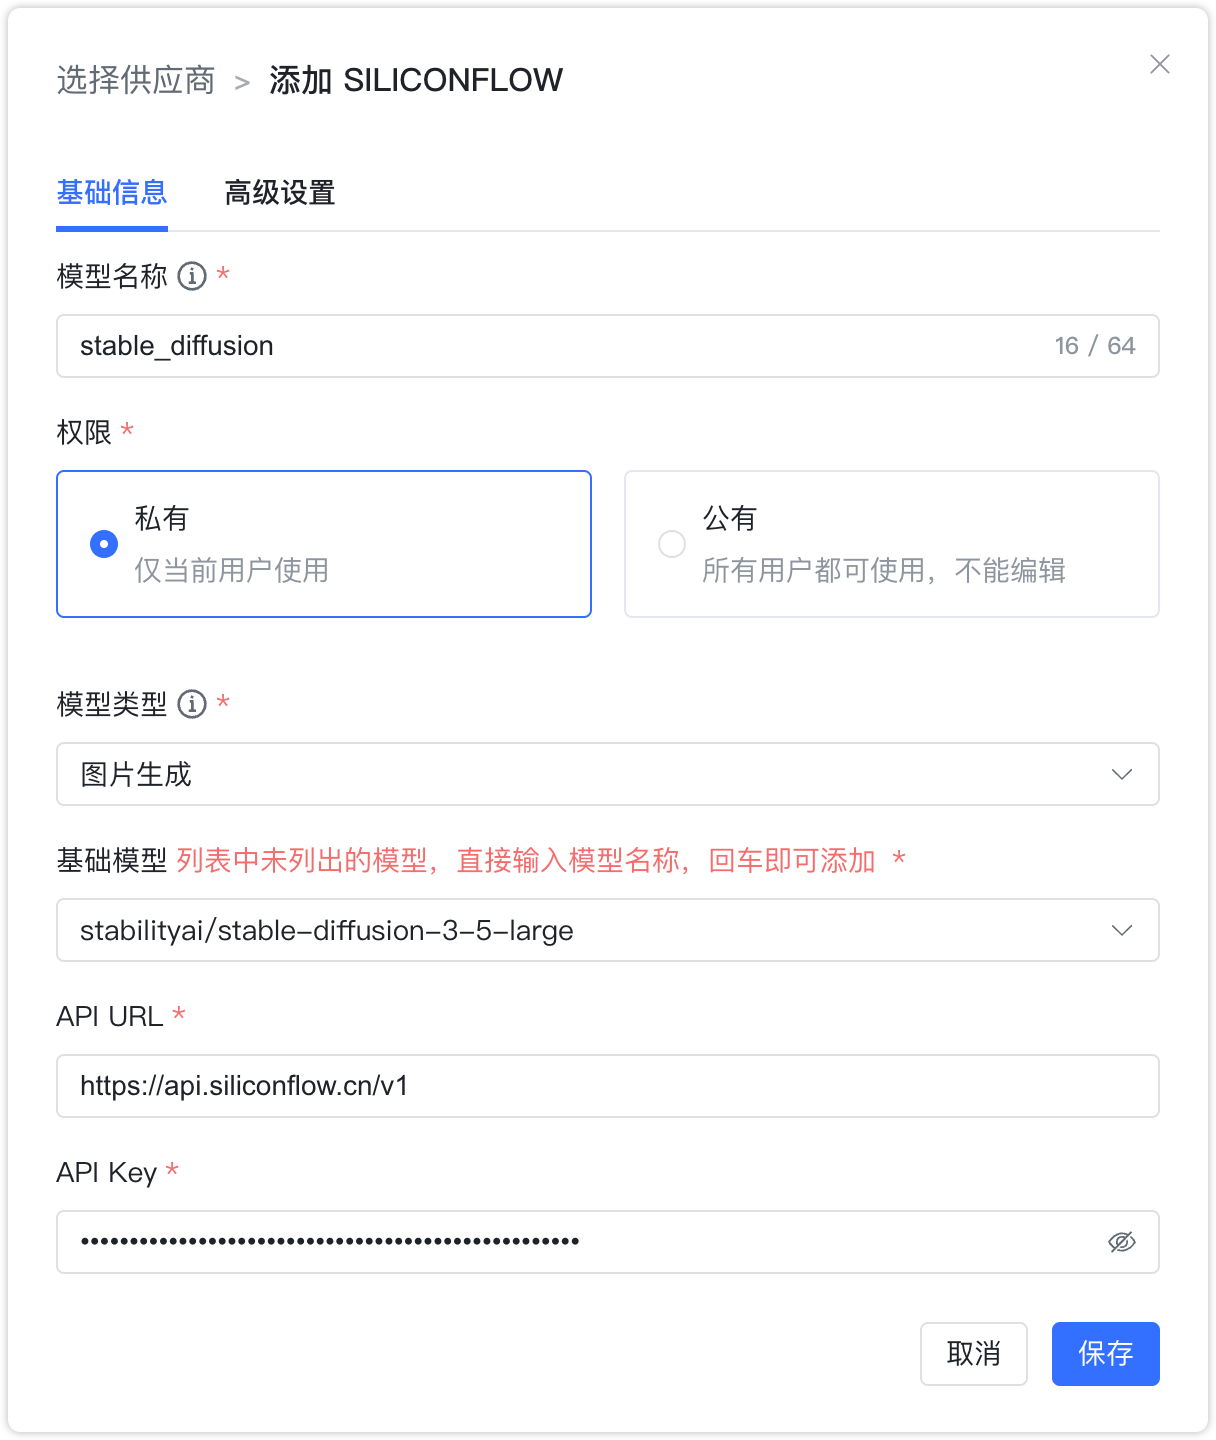 选择供应商 > 添加 SILICONFLOW
基础信息 高级设置
模型名称 *
stable_diffusion 16 / 64
权限 *
私有
仅当前用户使用
公有
所有用户都可使用，不能编辑
模型类型 *
图片生成
基础模型 列表中未列出的模型，直接输入模型名称，回车即可添加 *
stabilityai/stable-diffusion-3-5-large
API URL *
https://api.siliconflow.cn/v1
API Key *
•••••••••••••••••••••••••••••••••••••••••••••••••••
取消 保存